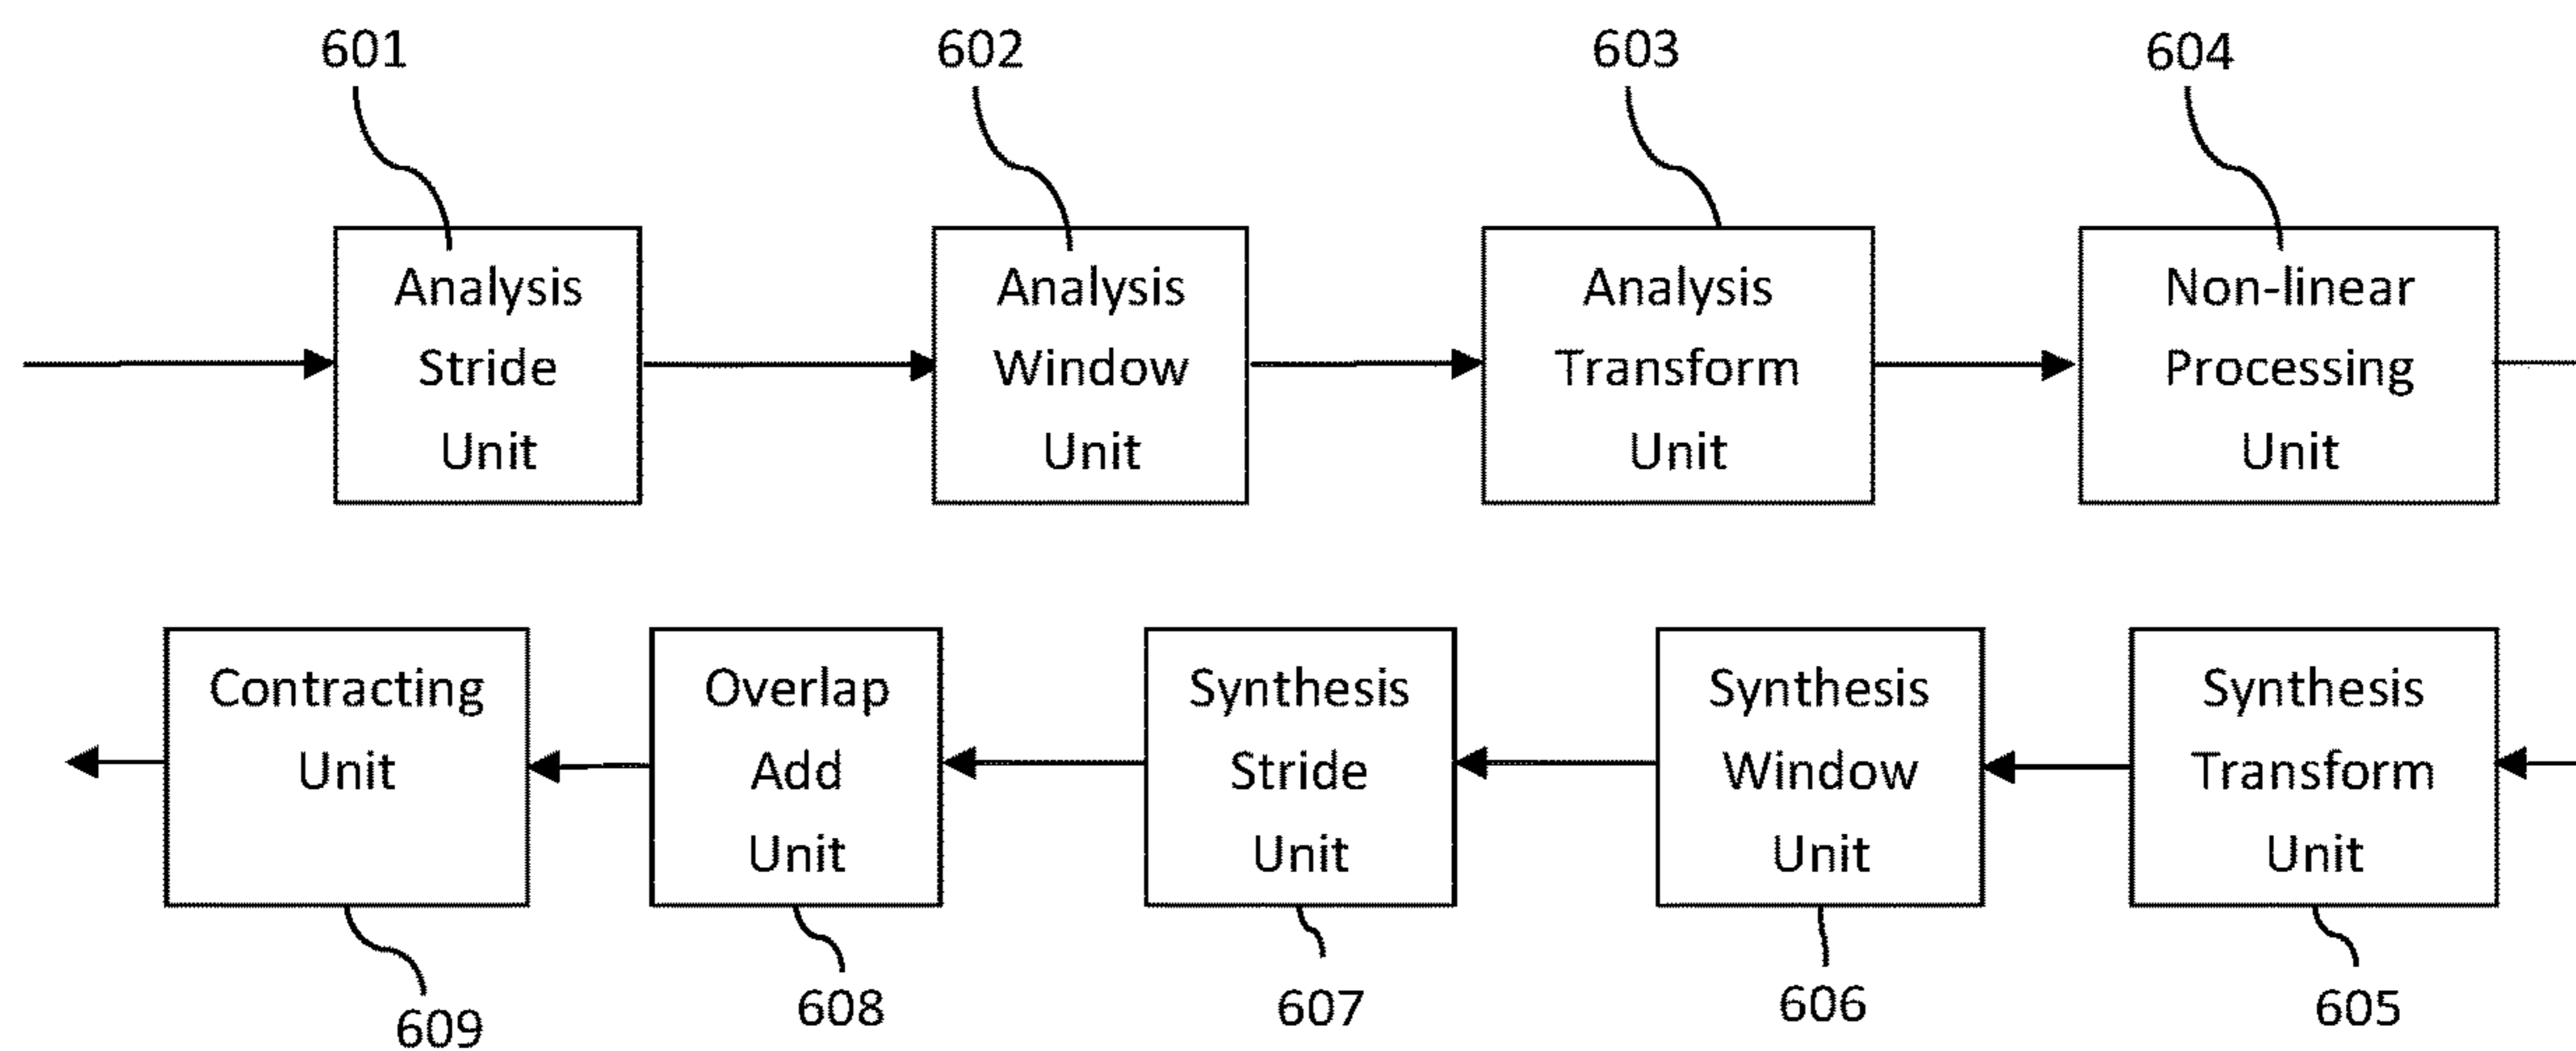 601
602
603
604
Analysis
Stride
Unit
Analysis
Window
Unit
Analysis
Transform
Unit
Non-linear
Processing
Unit
Contracting
Unit
Overlap
Add
Unit
Synthesis
Stride
Unit
Synthesis
Window
Unit
Synthesis
Transform
Unit
609
608
607
606
605